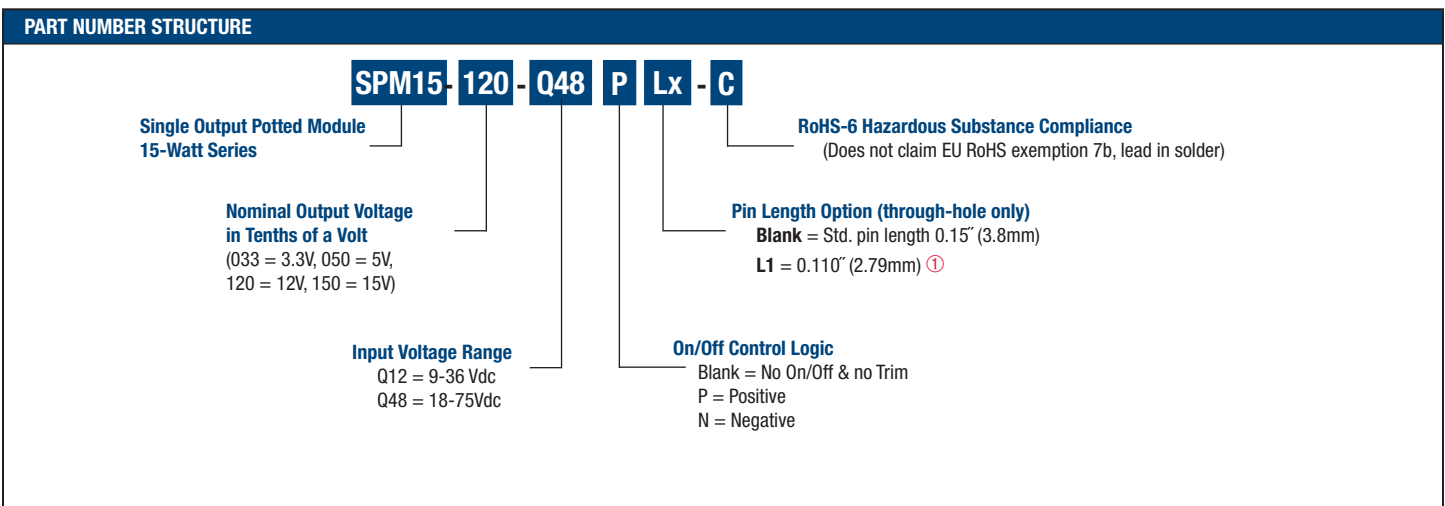 PART NUMBER STRUCTURE
SPM15 - 120 - Q48 P Lx - C
Single Output Potted Module
15-Watt Series
RoHS-6 Hazardous Substance Compliance
(Does not claim EU RoHS exemption 7b, lead in solder)
Nominal Output Voltage
in Tenths of a Volt
(033 = 3.3V, 050 = 5V,
120 = 12V, 150 = 15V)
Pin Length Option (through-hole only)
Blank = Std. pin length 0.15˝ (3.8mm)
L1 = 0.110˝ (2.79mm) ①
Input Voltage Range
Q12 = 9-36 Vdc
Q48 = 18-75Vdc
On/Off Control Logic
Blank = No On/Off & no Trim
P = Positive
N = Negative